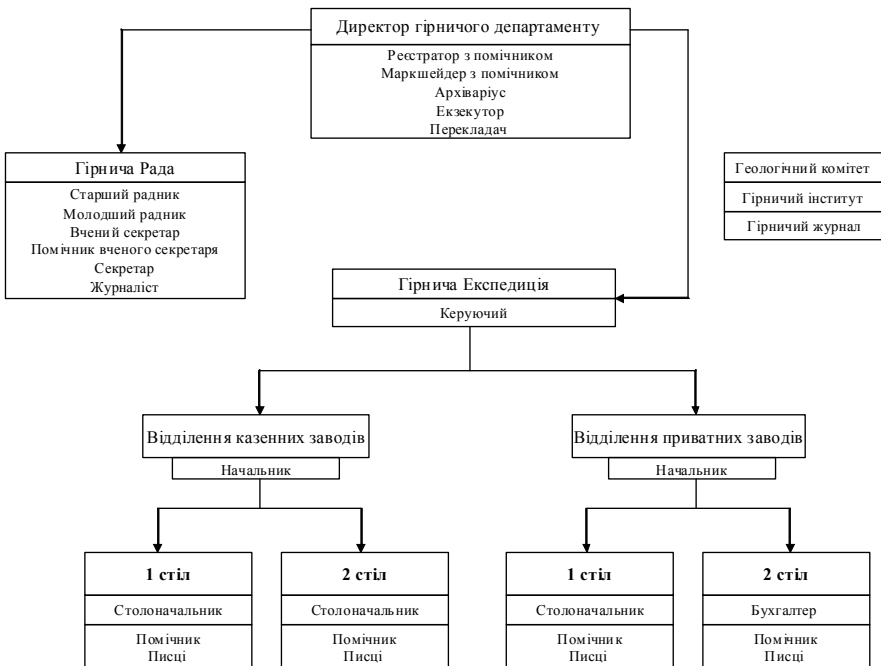 Директор гірничого департаменту
Реєстратор з помічником
Маркшейдер з помічником
Архіваріус
Екзекутор
Перекладач
Гірнича Рада
Старший радник
Молодший радник
Вчений секретар
Помічник вченого секретаря
Секретар
Журналіст
Геологічний комітет
Гірничий інститут
Гірничий журнал
Гірнича Експедиція
Керуючий
Відділення казенних заводів
Начальник
Відділення приватних заводів
Начальник
1 стіл
Столоначальник
Помічник
Писці
2 стіл
Столоначальник
Помічник
Писці
1 стіл
Столоначальник
Помічник
Писці
2 стіл
Бухгалтер
Помічник
Писці